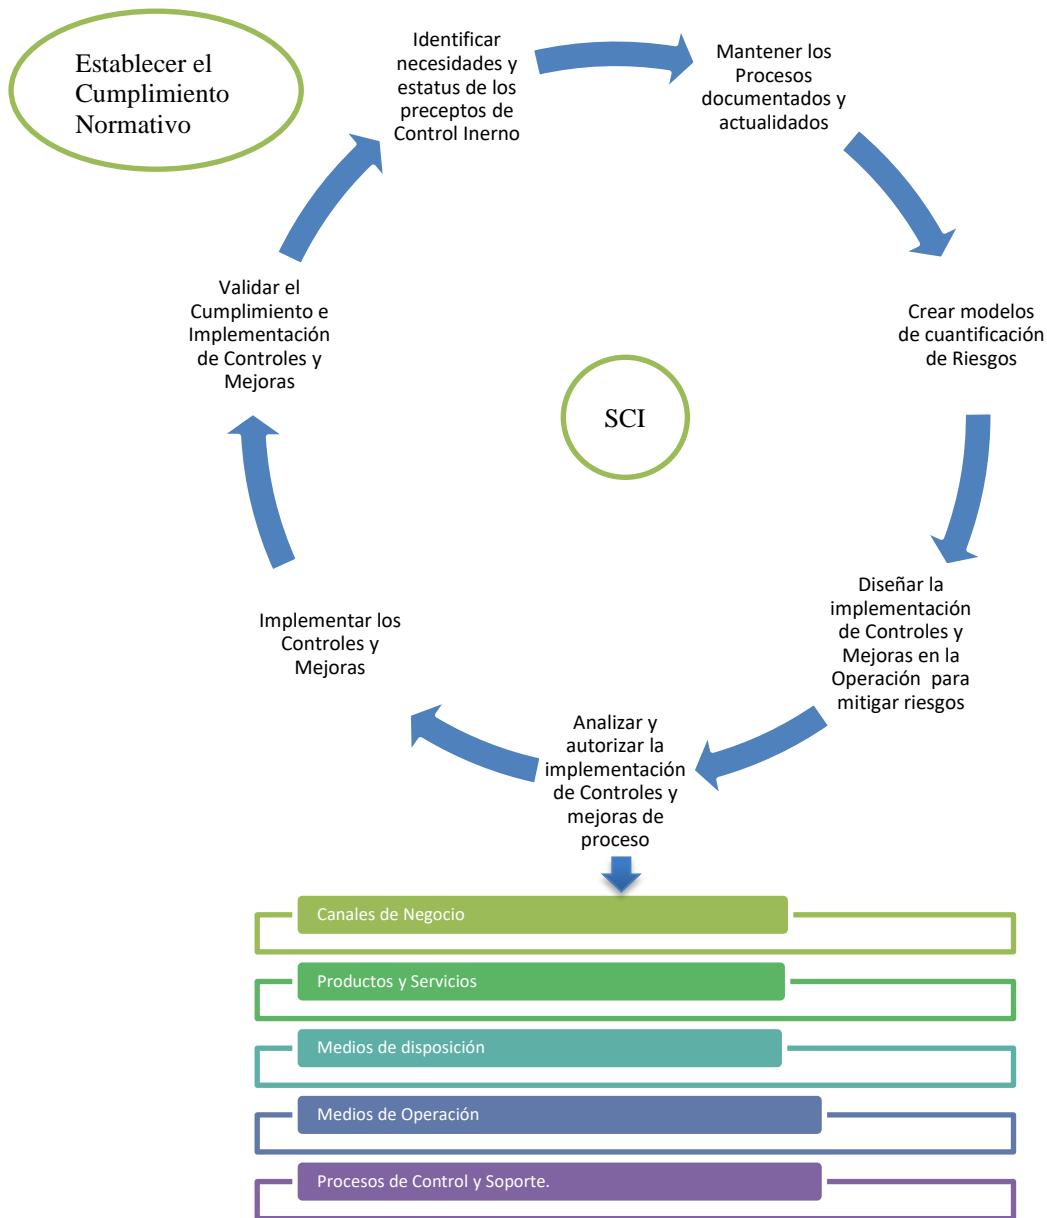 Establecer el
Cumplimiento
Normativo
Identificar
necesidades y
estatus de los
preceptos de
Control Inerno
Mantener los
Procesos
documentados y
actualidados
Crear modelos
de cuantificación
de Riesgos
Diseñar la
implementación
de Controles y
Mejoras en la
Operación para
mitigar riesgos
Analizar y
autorizar la
implementación
de Controles y
mejoras de
proceso
Implementar los
Controles y
Mejoras
Validar el
Cumplimiento e
Implementación
de Controles y
Mejoras
SCI
Canales de Negocio
Productos y Servicios
Medios de disposición
Medios de Operación
Procesos de Control y Soporte.